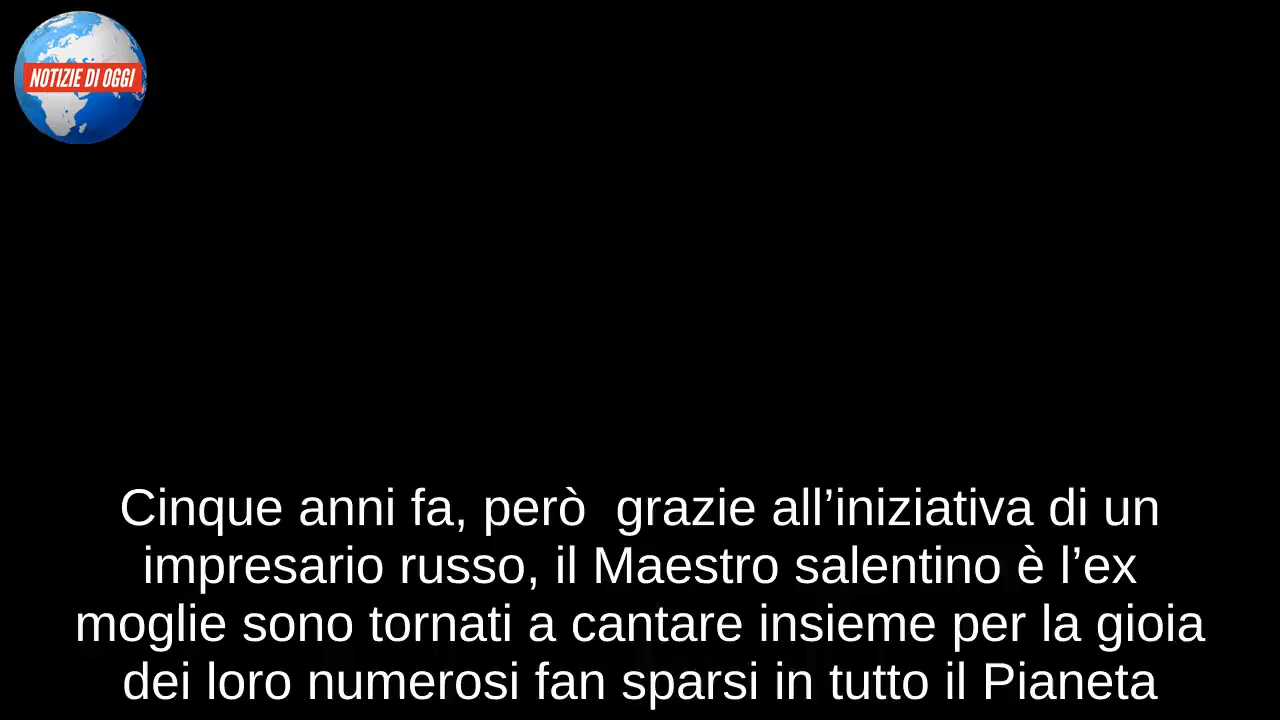 NOTIZIE DI OGGI
Cinque anni fa, però  grazie all’iniziativa di un
impresario russo, il Maestro salentino è l’ex
moglie sono tornati a cantare insieme per la gioia
dei loro numerosi fan sparsi in tutto il Pianeta